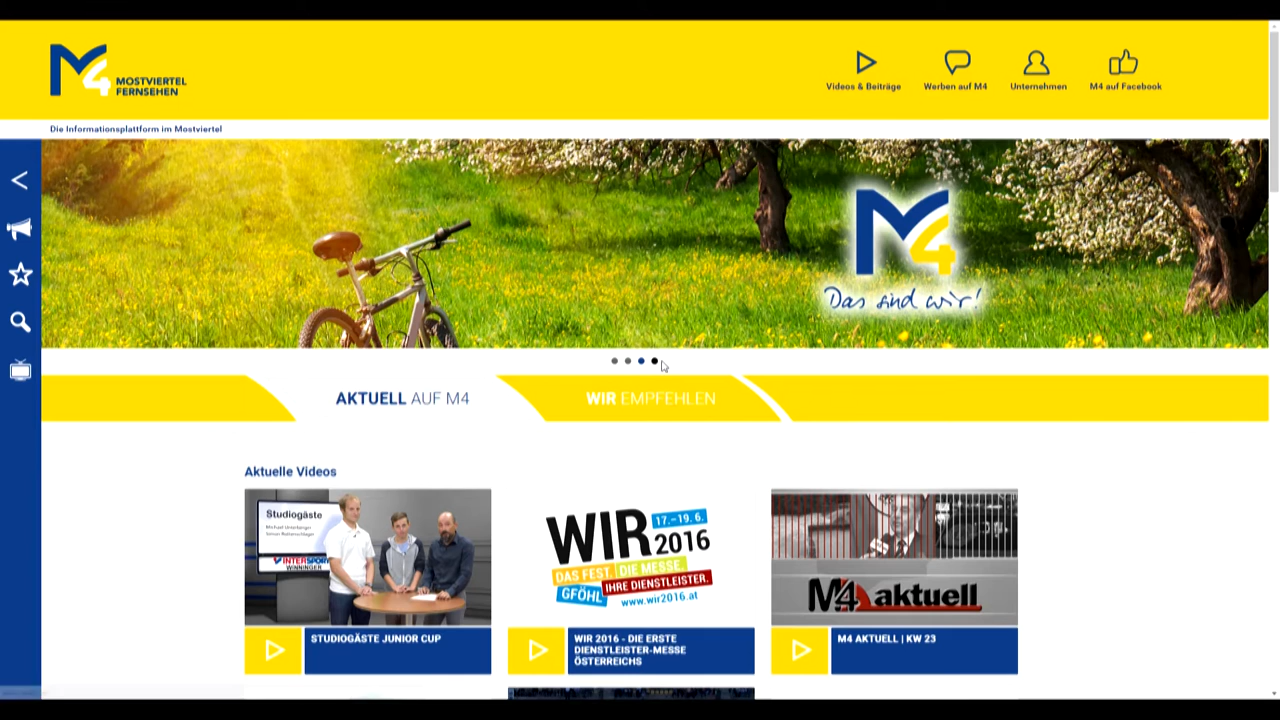 M4 MOSTVIERTEL
FERNSEHEN
Videos & Beiträge
Werben auf M4
Unternehmen
M4 auf Facebook
Die Informationsplattform im Mostviertel
M4
Das sind wir!
AKTUELL AUF M4
WIR EMPFEHLEN
Aktuelle Videos
Studiogäste
INTERSPORT
WINNINGER
WIR 17.-19. 6.
2016
DAS FEST. DIE MESSE.
GFÖHL IHRE DIENSTLEISTER.
www.wir2016.at
M4 aktuell
STUDIOGÄSTE JUNIOR CUP
WIR 2016 - DIE ERSTE
DIENSTLEISTER-MESSE
ÖSTERREICHS
M4 AKTUELL | KW 23